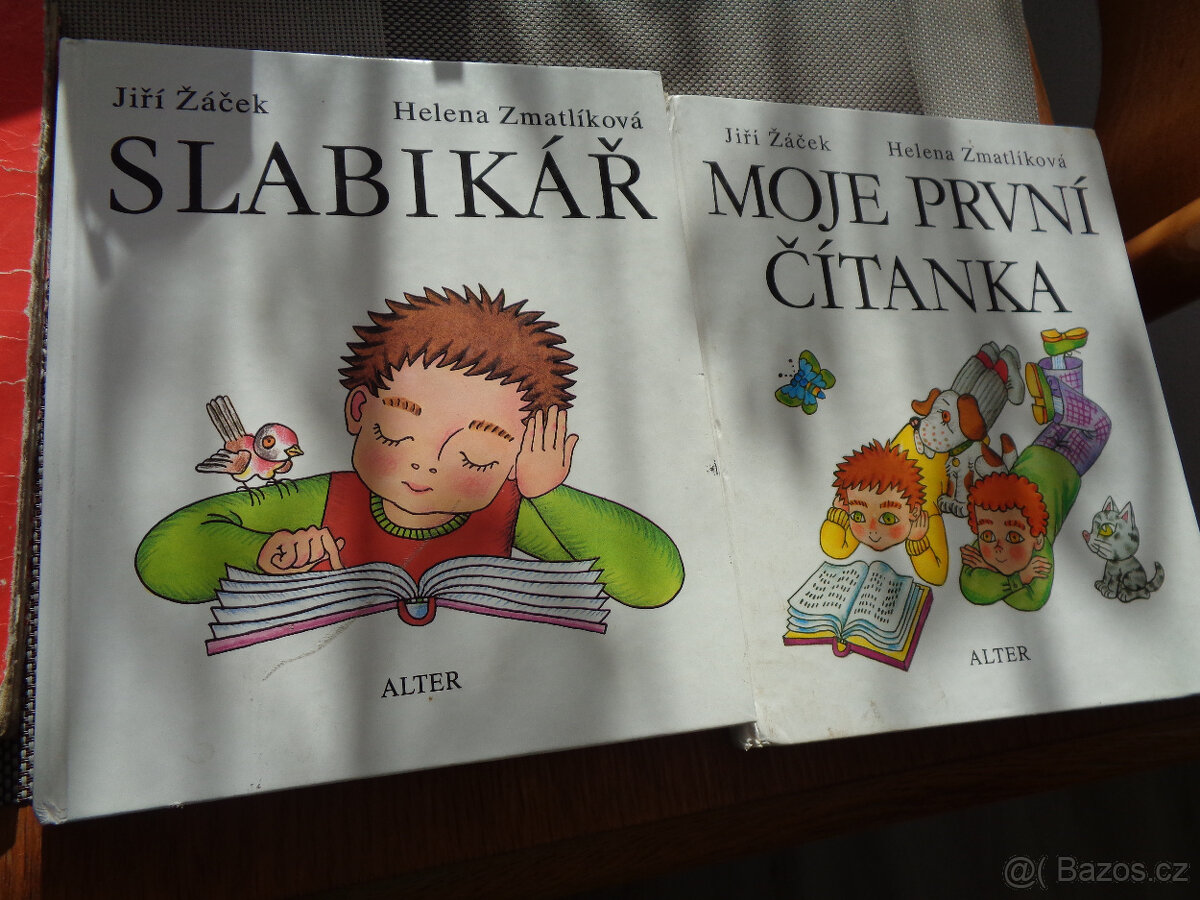 Jiří Žáček
Helena Zmatlíková
SLABIKÁŘ
ALTER
Jiří Žáček
Helena Zmatlíková
MOJE PRVNÍ
ČÍTANKA
ALTER
@( Bazos.cz